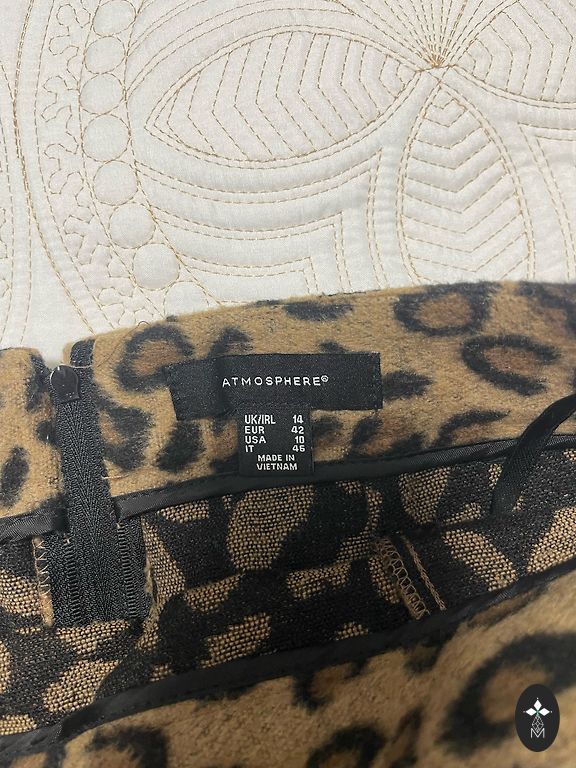 ATMOSPHERE®
UK/IRL 14
EUR 42
USA 10
IT 46
MADE IN
VIETNAM
M